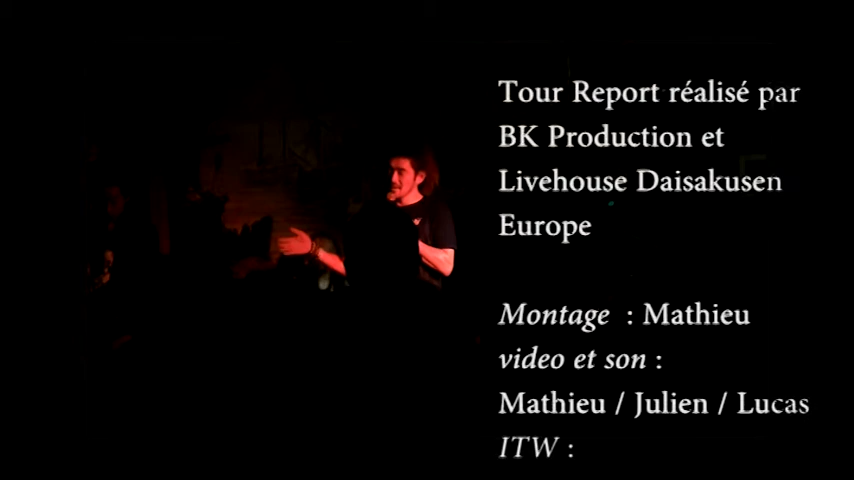 Tour Report réalisé par
BK Production et
Livehouse Daisakusen
Europe
Montage : Mathieu
video et son :
Mathieu / Julien / Lucas
ITW :